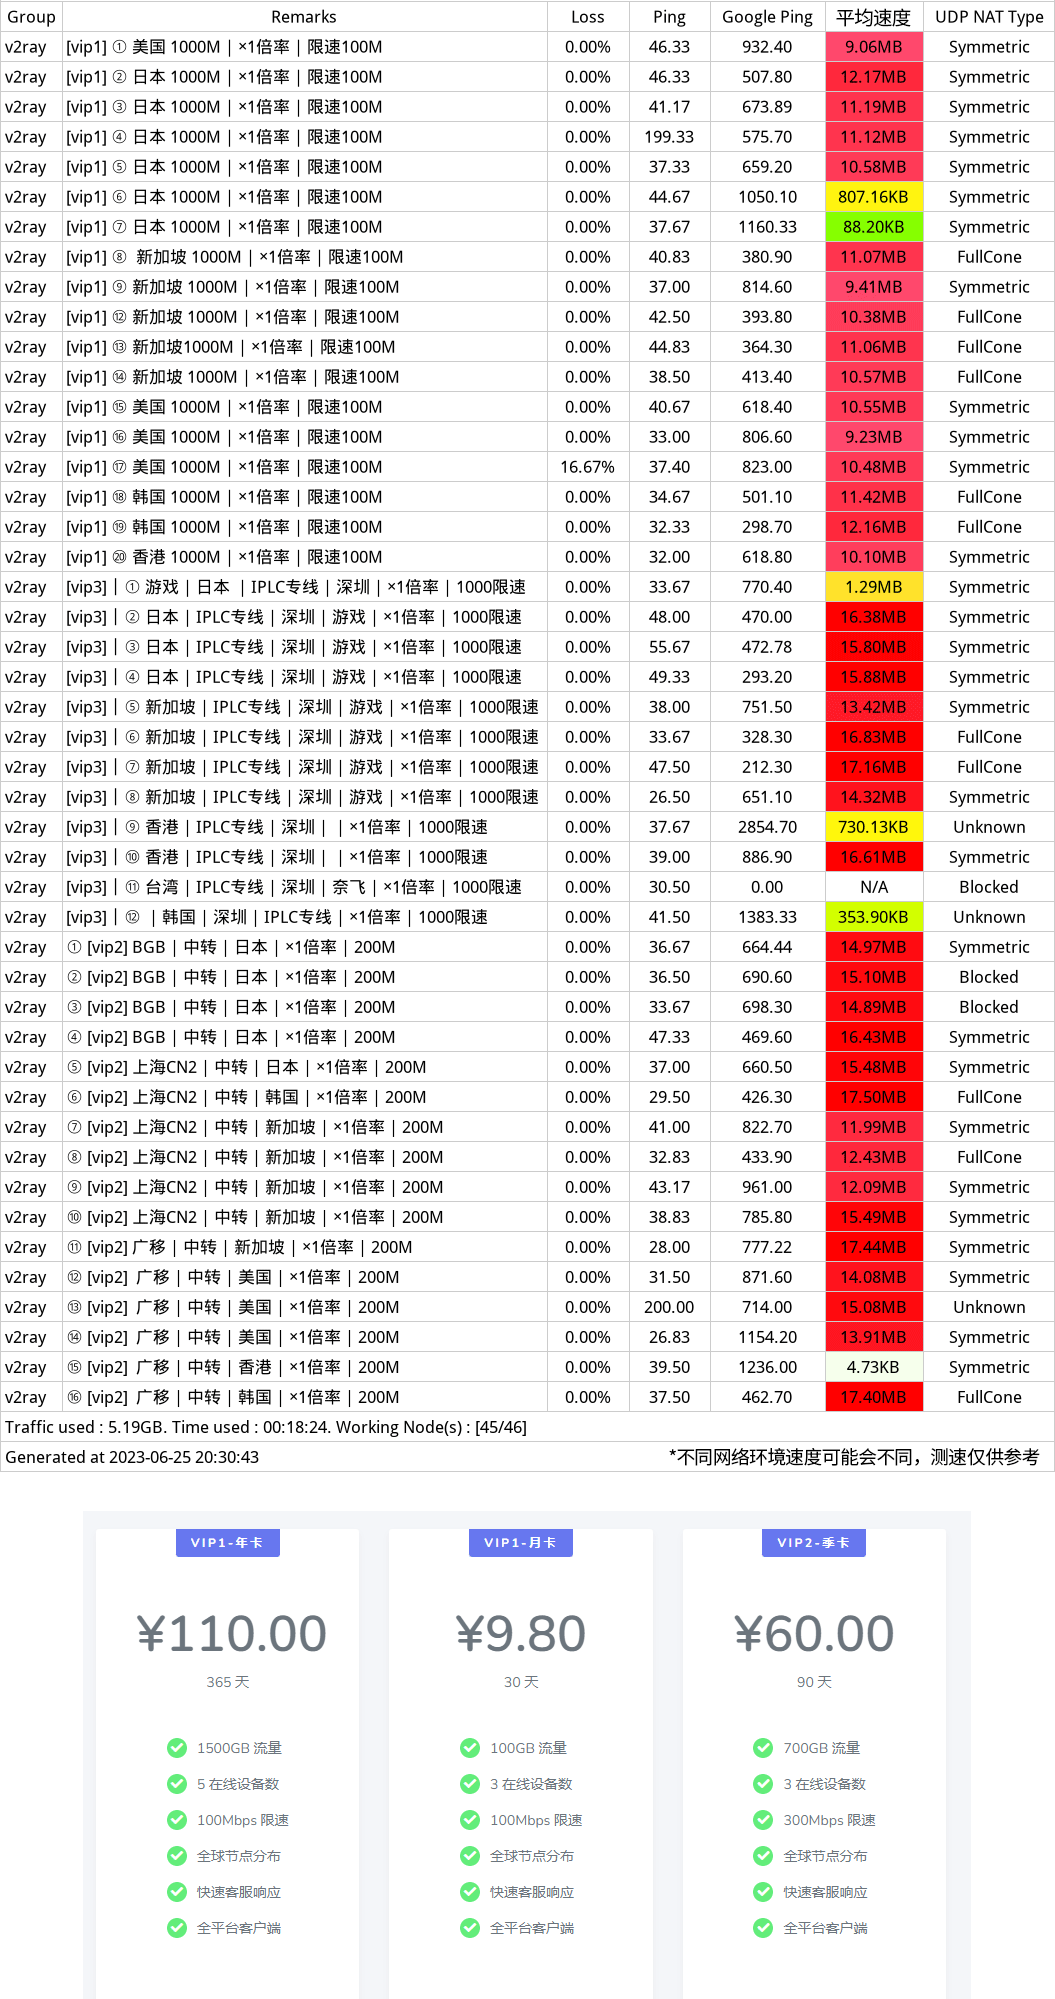 Group Remarks Loss Ping Google Ping 平均速度 UDP NAT Type
v2ray [vip1] ① 美国 1000M | ×1倍率 | 限速100M 0.00% 46.33 932.40 9.06MB Symmetric
v2ray [vip1] ② 日本 1000M | ×1倍率 | 限速100M 0.00% 46.33 507.80 12.17MB Symmetric
v2ray [vip1] ③ 日本 1000M | ×1倍率 | 限速100M 0.00% 41.17 673.89 11.19MB Symmetric
v2ray [vip1] ④ 日本 1000M | ×1倍率 | 限速100M 0.00% 199.33 575.70 11.12MB Symmetric
v2ray [vip1] ⑤ 日本 1000M | ×1倍率 | 限速100M 0.00% 37.33 659.20 10.58MB Symmetric
v2ray [vip1] ⑥ 日本 1000M | ×1倍率 | 限速100M 0.00% 44.67 1050.10 807.16KB Symmetric
v2ray [vip1] ⑦ 日本 1000M | ×1倍率 | 限速100M 0.00% 37.67 1160.33 88.20KB Symmetric
v2ray [vip1] ⑧ 新加坡 1000M | ×1倍率 | 限速100M 0.00% 40.83 380.90 11.07MB FullCone
v2ray [vip1] ⑨ 新加坡 1000M | ×1倍率 | 限速100M 0.00% 37.00 814.60 9.41MB Symmetric
v2ray [vip1] ⑫ 新加坡 1000M | ×1倍率 | 限速100M 0.00% 42.50 393.80 10.38MB FullCone
v2ray [vip1] ⑬ 新加坡1000M | ×1倍率 | 限速100M 0.00% 44.83 364.30 11.06MB FullCone
v2ray [vip1] ⑭ 新加坡 1000M | ×1倍率 | 限速100M 0.00% 38.50 413.40 10.57MB FullCone
v2ray [vip1] ⑮ 美国 1000M | ×1倍率 | 限速100M 0.00% 40.67 618.40 10.55MB Symmetric
v2ray [vip1] ⑯ 美国 1000M | ×1倍率 | 限速100M 0.00% 33.00 806.60 9.23MB Symmetric
v2ray [vip1] ⑰ 美国 1000M | ×1倍率 | 限速100M 16.67% 37.40 823.00 10.48MB Symmetric
v2ray [vip1] ⑱ 韩国 1000M | ×1倍率 | 限速100M 0.00% 34.67 501.10 11.42MB FullCone
v2ray [vip1] ⑲ 韩国 1000M | ×1倍率 | 限速100M 0.00% 32.33 298.70 12.16MB FullCone
v2ray [vip1] ⑳ 香港 1000M | ×1倍率 | 限速100M 0.00% 32.00 618.80 10.10MB Symmetric
v2ray [vip3] | ① 游戏 | 日本 | IPLC专线 | 深圳 | ×1倍率 | 1000限速 0.00% 33.67 770.40 1.29MB Symmetric
v2ray [vip3] | ② 日本 | IPLC专线 | 深圳 | 游戏 | ×1倍率 | 1000限速 0.00% 48.00 470.00 16.38MB Symmetric
v2ray [vip3] | ③ 日本 | IPLC专线 | 深圳 | 游戏 | ×1倍率 | 1000限速 0.00% 55.67 472.78 15.80MB Symmetric
v2ray [vip3] | ④ 日本 | IPLC专线 | 深圳 | 游戏 | ×1倍率 | 1000限速 0.00% 49.33 293.20 15.88MB Symmetric
v2ray [vip3] | ⑤ 新加坡 | IPLC专线 | 深圳 | 游戏 | ×1倍率 | 1000限速 0.00% 38.00 751.50 13.42MB Symmetric
v2ray [vip3] | ⑥ 新加坡 | IPLC专线 | 深圳 | 游戏 | ×1倍率 | 1000限速 0.00% 33.67 328.30 16.83MB FullCone
v2ray [vip3] | ⑦ 新加坡 | IPLC专线 | 深圳 | 游戏 | ×1倍率 | 1000限速 0.00% 47.50 212.30 17.16MB FullCone
v2ray [vip3] | ⑧ 新加坡 | IPLC专线 | 深圳 | 游戏 | ×1倍率 | 1000限速 0.00% 26.50 651.10 14.32MB Symmetric
v2ray [vip3] | ⑨ 香港 | IPLC专线 | 深圳 | | ×1倍率 | 1000限速 0.00% 37.67 2854.70 730.13KB Unknown
v2ray [vip3] | ⑩ 香港 | IPLC专线 | 深圳 | | ×1倍率 | 1000限速 0.00% 39.00 886.90 16.61MB Symmetric
v2ray [vip3] | ⑪ 台湾 | IPLC专线 | 深圳 | 奈飞 | ×1倍率 | 1000限速 0.00% 30.50 0.00 N/A Blocked
v2ray [vip3] | ⑫ | 韩国 | 深圳 | IPLC专线 | ×1倍率 | 1000限速 0.00% 41.50 1383.33 353.90KB Unknown
v2ray ① [vip2] BGB | 中转 | 日本 | ×1倍率 | 200M 0.00% 36.67 664.44 14.97MB Symmetric
v2ray ② [vip2] BGB | 中转 | 日本 | ×1倍率 | 200M 0.00% 36.50 690.60 15.10MB Blocked
v2ray ③ [vip2] BGB | 中转 | 日本 | ×1倍率 | 200M 0.00% 33.67 698.30 14.89MB Blocked
v2ray ④ [vip2] BGB | 中转 | 日本 | ×1倍率 | 200M 0.00% 47.33 469.60 16.43MB Symmetric
v2ray ⑤ [vip2] 上海CN2 | 中转 | 日本 | ×1倍率 | 200M 0.00% 37.00 660.50 15.48MB Symmetric
v2ray ⑥ [vip2] 上海CN2 | 中转 | 韩国 | ×1倍率 | 200M 0.00% 29.50 426.30 17.50MB FullCone
v2ray ⑦ [vip2] 上海CN2 | 中转 | 新加坡 | ×1倍率 | 200M 0.00% 41.00 822.70 11.99MB Symmetric
v2ray ⑧ [vip2] 上海CN2 | 中转 | 新加坡 | ×1倍率 | 200M 0.00% 32.83 433.90 12.43MB FullCone
v2ray ⑨ [vip2] 上海CN2 | 中转 | 新加坡 | ×1倍率 | 200M 0.00% 43.17 961.00 12.09MB Symmetric
v2ray ⑩ [vip2] 上海CN2 | 中转 | 新加坡 | ×1倍率 | 200M 0.00% 38.83 785.80 15.49MB Symmetric
v2ray ⑪ [vip2] 广移 | 中转 | 新加坡 | ×1倍率 | 200M 0.00% 28.00 777.22 17.44MB Symmetric
v2ray ⑫ [vip2] 广移 | 中转 | 美国 | ×1倍率 | 200M 0.00% 31.50 871.60 14.08MB Symmetric
v2ray ⑬ [vip2] 广移 | 中转 | 美国 | ×1倍率 | 200M 0.00% 200.00 714.00 15.08MB Unknown
v2ray ⑭ [vip2] 广移 | 中转 | 美国 | ×1倍率 | 200M 0.00% 26.83 1154.20 13.91MB Symmetric
v2ray ⑮ [vip2] 广移 | 中转 | 香港 | ×1倍率 | 200M 0.00% 39.50 1236.00 4.73KB Symmetric
v2ray ⑯ [vip2] 广移 | 中转 | 韩国 | ×1倍率 | 200M 0.00% 37.50 462.70 17.40MB FullCone
Traffic used : 5.19GB. Time used : 00:18:24. Working Node(s) : [45/46]
Generated at 2023-06-25 20:30:43 *不同网络环境速度可能会不同，测速仅供参考
VIP1-年卡
¥110.00
365 天
1500GB 流量
5 在线设备数
100Mbps 限速
全球节点分布
快速客服响应
全平台客户端
VIP1-月卡
¥9.80
30 天
100GB 流量
3 在线设备数
100Mbps 限速
全球节点分布
快速客服响应
全平台客户端
VIP2-季卡
¥60.00
90 天
700GB 流量
3 在线设备数
300Mbps 限速
全球节点分布
快速客服响应
全平台客户端